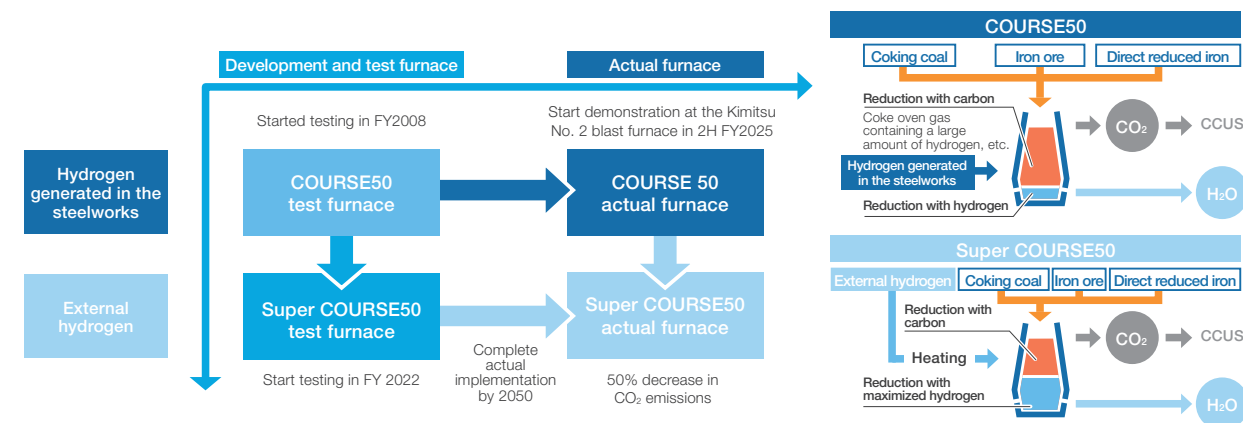 Development and test furnace
Actual furnace
Started testing in FY2008
Start demonstration at the Kimitsu
No. 2 blast furnace in 2H FY2025
Hydrogen
generated in the
steelworks
COURSE50
test furnace
COURSE 50
actual furnace
External
hydrogen
Super COURSE50
test furnace
Super COURSE50
actual furnace
Start testing in FY 2022
Complete
actual
implementation
by 2050
50% decrease in
CO₂ emissions
COURSE50
Coking coal
Iron ore
Direct reduced iron
Reduction with carbon
Coke oven gas
containing a large
amount of hydrogen, etc.
Hydrogen generated
in the steelworks
Reduction with hydrogen
CO₂
CCUS
H₂O
Super COURSE50
External hydrogen
Coking coal
Iron ore
Direct reduced iron
Reduction with
carbon
Heating
Reduction with
maximized hydrogen
CO₂
CCUS
H₂O